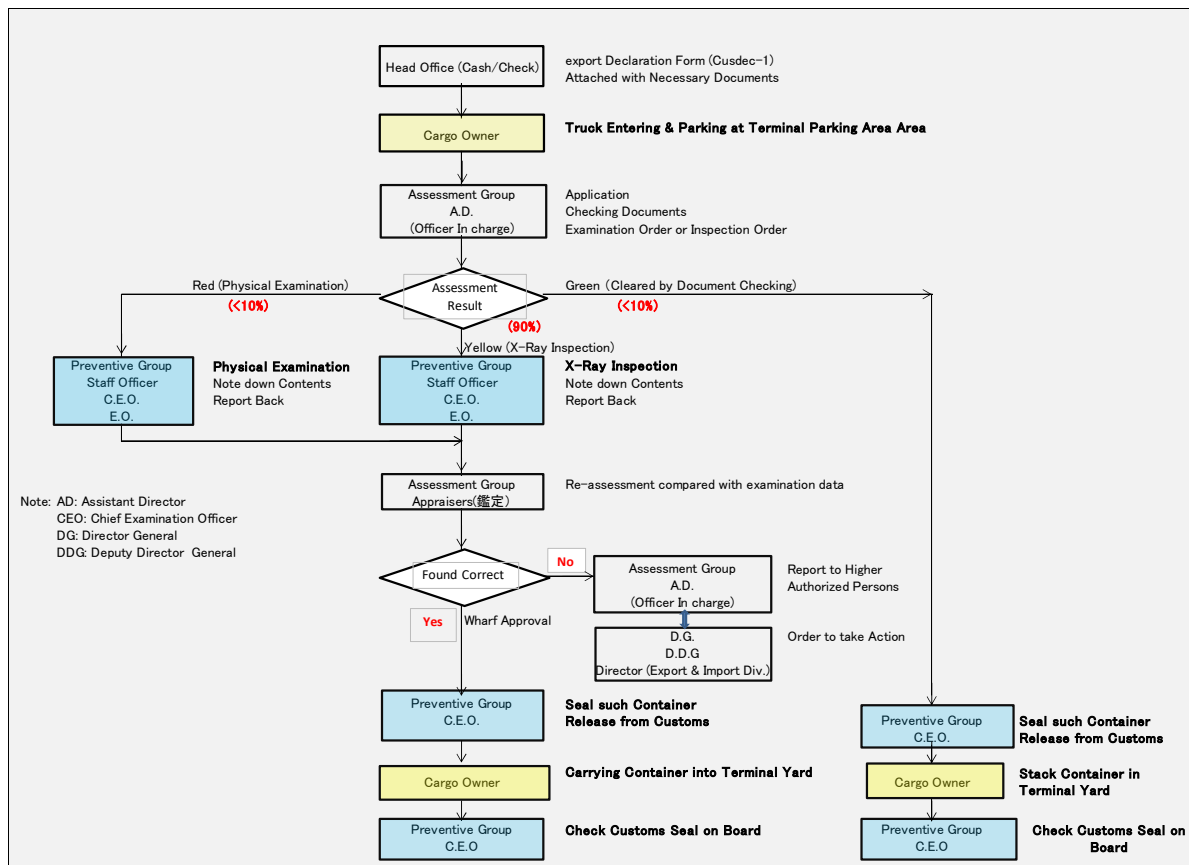 Head Office (Cash/Check)
export Declaration Form (Cusdec-1)
Attached with Necessary Documents
Cargo Owner
Truck Entering & Parking at Terminal Parking Area Area
Assessment Group
A.D.
(Officer In charge)
Application
Checking Documents
Examination Order or Inspection Order
Red (Physical Examination)
(<10%)
Assessment
Result
Green (Cleared by Document Checking)
(<10%)
(90%)
Yellow (X-Ray Inspection)
Preventive Group
Staff Officer
C.E.O.
E.O.
Physical Examination
Note down Contents
Report Back
Preventive Group
Staff Officer
C.E.O.
E.O.
X-Ray Inspection
Note down Contents
Report Back
Assessment Group
Appraisers(鑑定)
Re-assessment compared with examination data
Note: AD: Assistant Director
CEO: Chief Examination Officer
DG: Director General
DDG: Deputy Director General
Found Correct
No
Assessment Group
A.D.
(Officer In charge)
Report to Higher
Authorized Persons
Yes
Wharf Approval
D.G.
D.D.G
Director (Export & Import Div.)
Order to take Action
Preventive Group
C.E.O.
Seal such Container
Release from Customs
Preventive Group
C.E.O.
Seal such Container
Release from Customs
Cargo Owner
Carrying Container into Terminal Yard
Cargo Owner
Stack Container in
Terminal Yard
Preventive Group
C.E.O
Check Customs Seal on Board
Preventive Group
C.E.O
Check Customs Seal on
Board